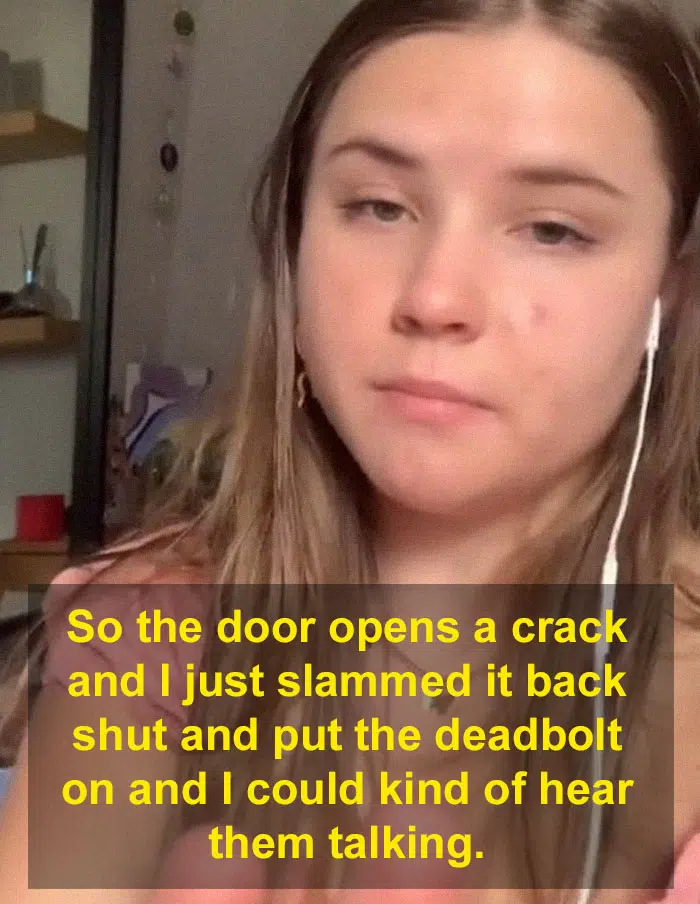 So the door opens a crack
and I just slammed it back
shut and put the deadbolt
on and I could kind of hear
them talking.